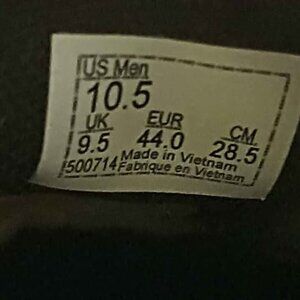 US Men
10.5
UK EUR CM
9.5 44.0 28.5
Made in Vietnam
500714 Fabrique en Vietnam